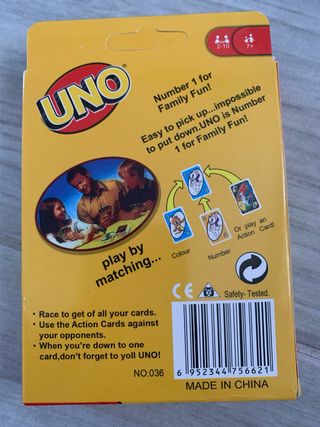 2-10
7+
UNO
Number 1 for
Family Fun!
Easy to pick up...impossible
to put down.UNO is Number
1 for Family Fun!
play by
matching...
Colour
Number
Or play an
Action Card!
CE
Safety- Tested.
• Race to get of all your cards.
• Use the Action Cards against
your opponents.
• When you're down to one
card,don't forget to yoll UNO!
NO:036
6 952344 756621
MADE IN CHINA